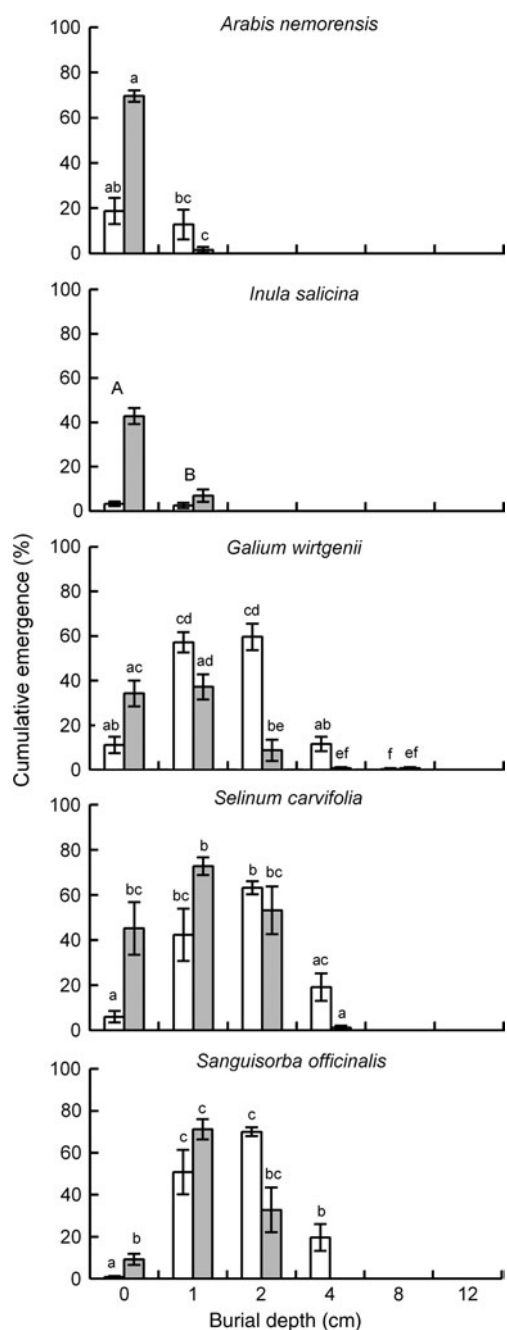 Arabis nemorensis
100
80
60
40
20
0
ab
a
bc
c
Inula salicina
100
80
60
40
20
0
A
B
Cumulative emergence (%)
Galium wirtgenii
100
80
60
40
20
0
ab
ac
cd
ad
cd
be
ab
ef
f
ef
Selinum carvifolia
100
80
60
40
20
0
a
bc
bc
b
b
bc
ac
a
Sanguisorba officinalis
100
80
60
40
20
0
a
b
c
c
c
bc
b
0 1 2 4 8 12
Burial depth (cm)